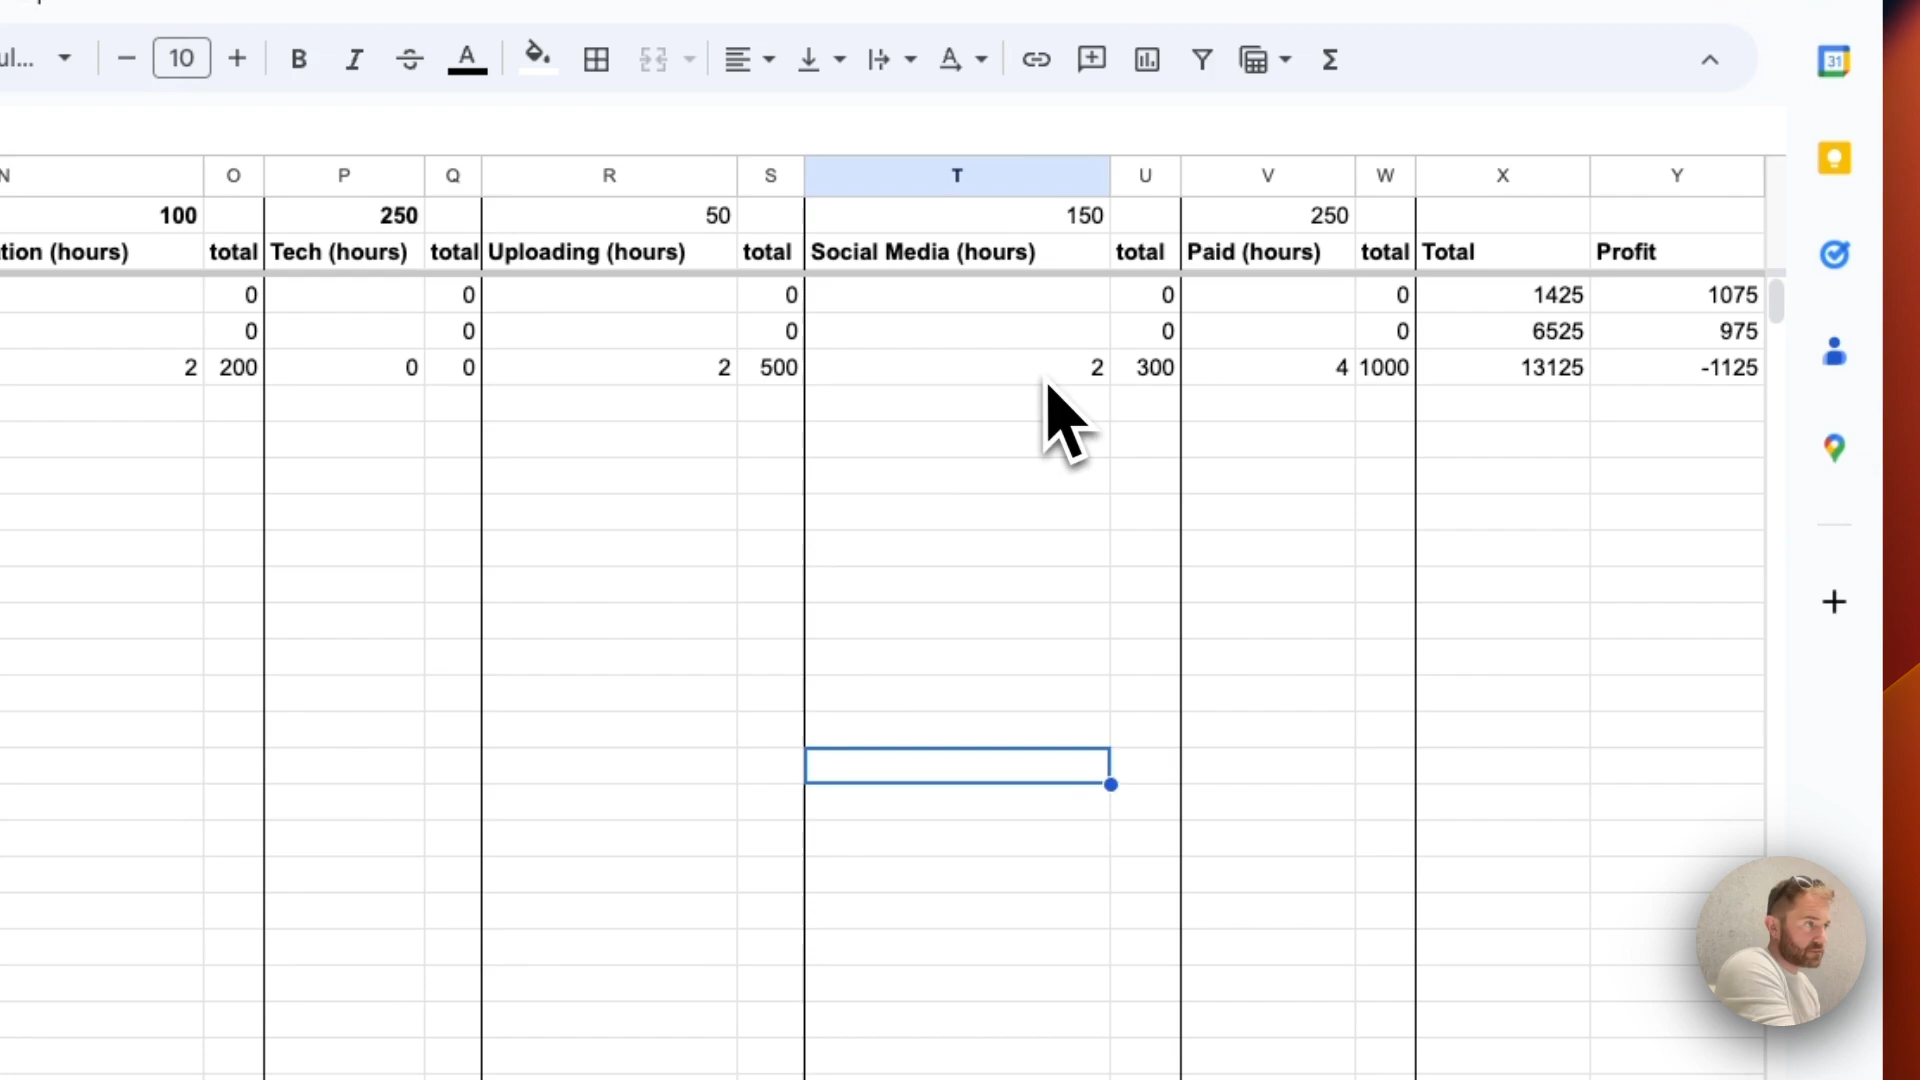 ul... 10 B I A A Σ
31
N O P Q R S T U V W X Y
100 250 50 150 250
tion (hours) total Tech (hours) total Uploading (hours) total Social Media (hours) total Paid (hours) total Total Profit
0 0 0 0 0 1425 1075
0 0 0 0 0 6525 975
2 200 0 0 2 500 2 300 4 1000 13125 -1125